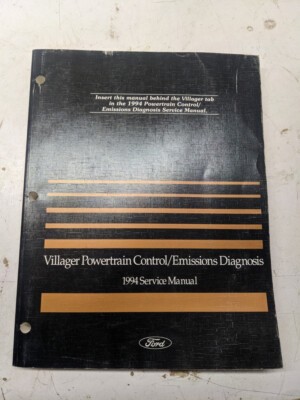 Insert this manual behind the Villager tab
in the 1994 Powertrain Control/
Emissions Diagnosis Service Manual.
Villager Powertrain Control/Emissions Diagnosis
1994 Service Manual
Ford